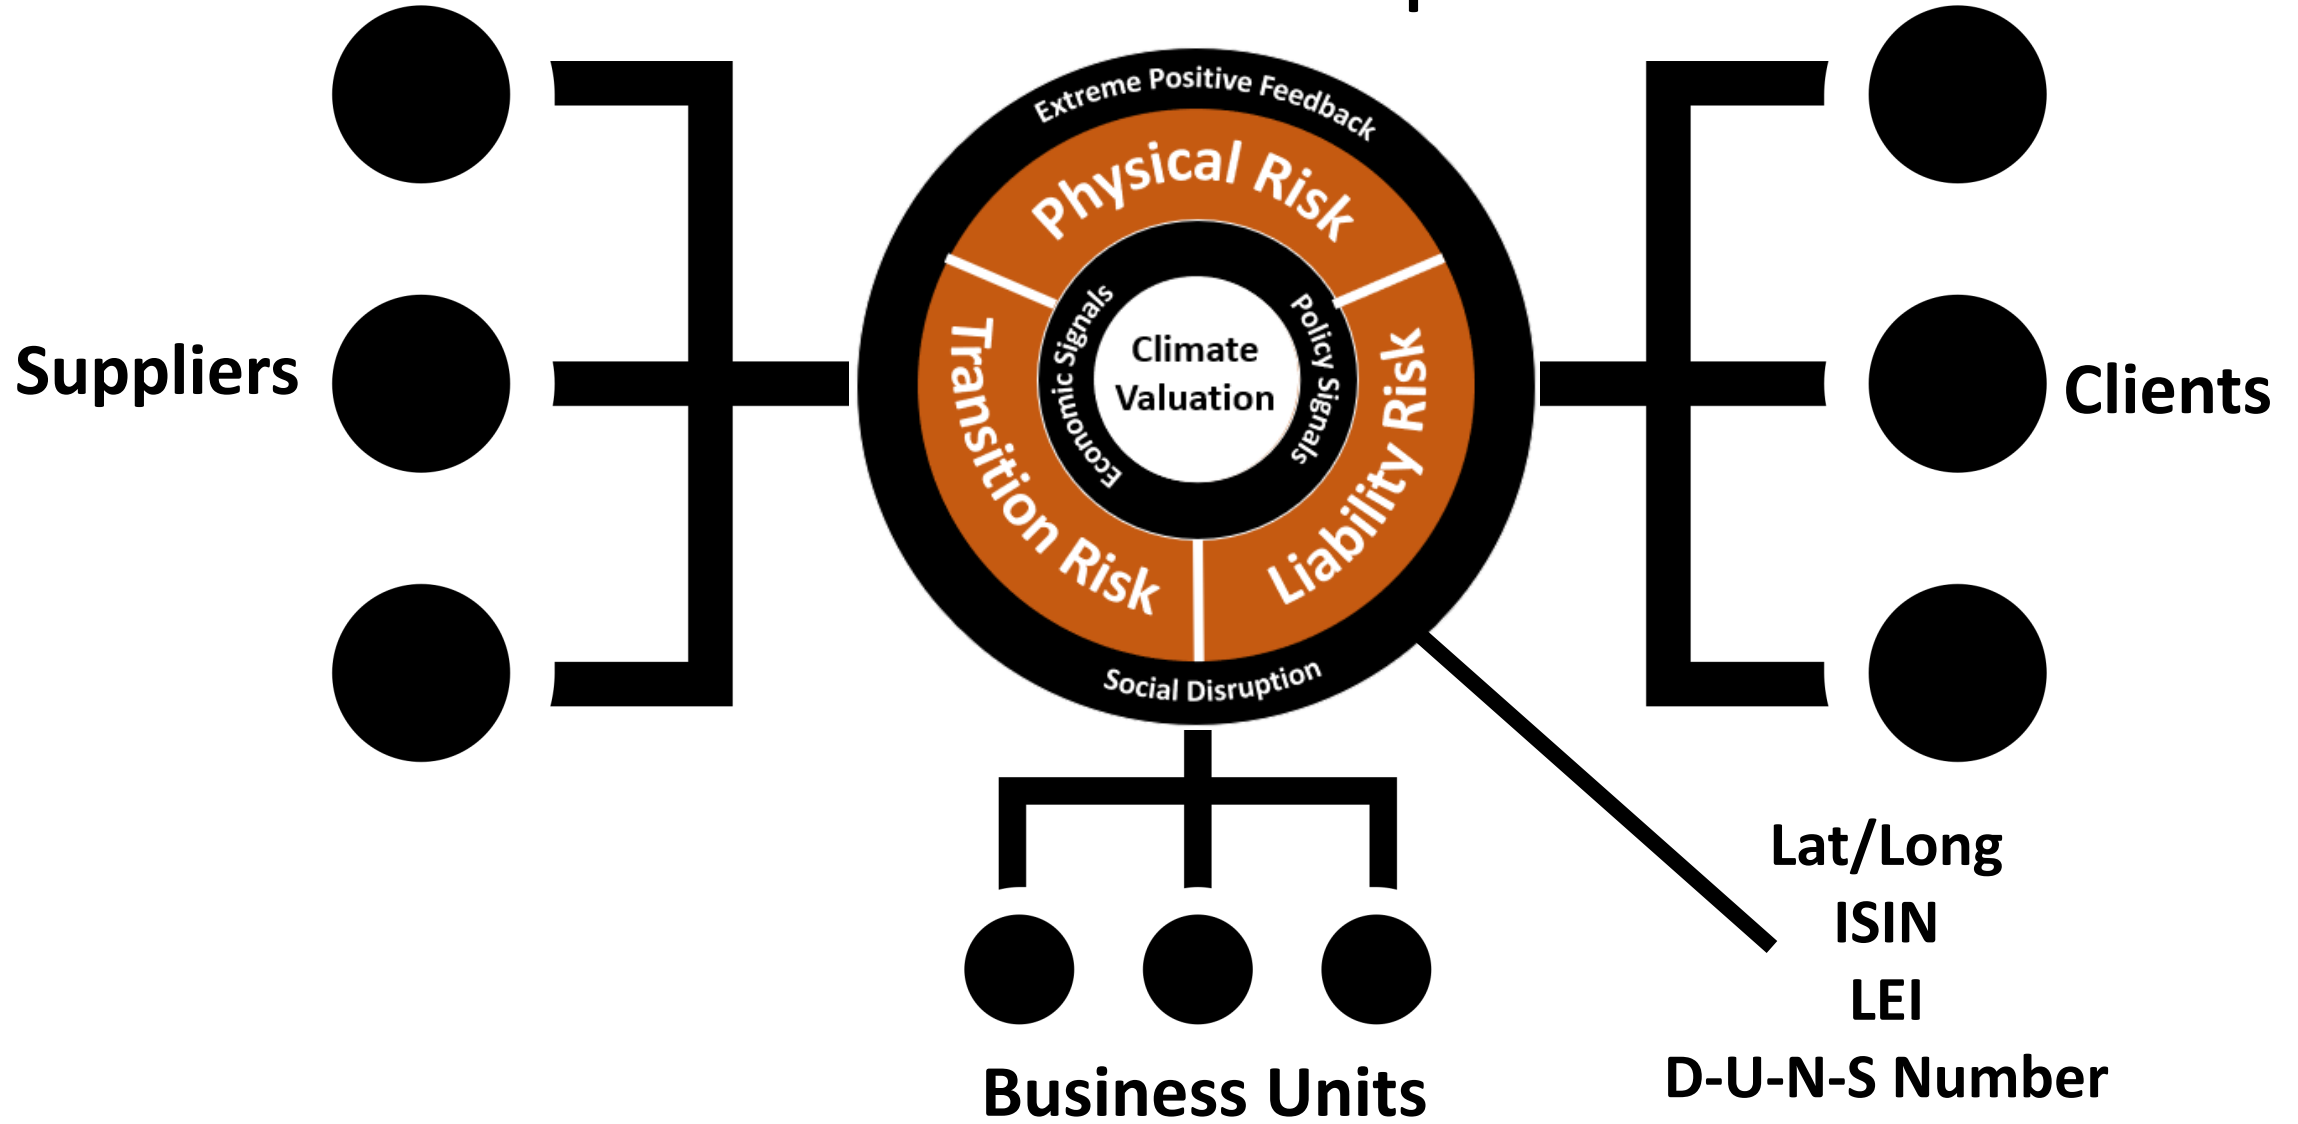 Extreme Positive Feedback
Physical Risk
Economic Signals
Policy Signals
Climate
Valuation
Transition Risk
Liability Risk
Social Disruption
Suppliers
Clients
Business Units
Lat/Long
ISIN
LEI
D-U-N-S Number